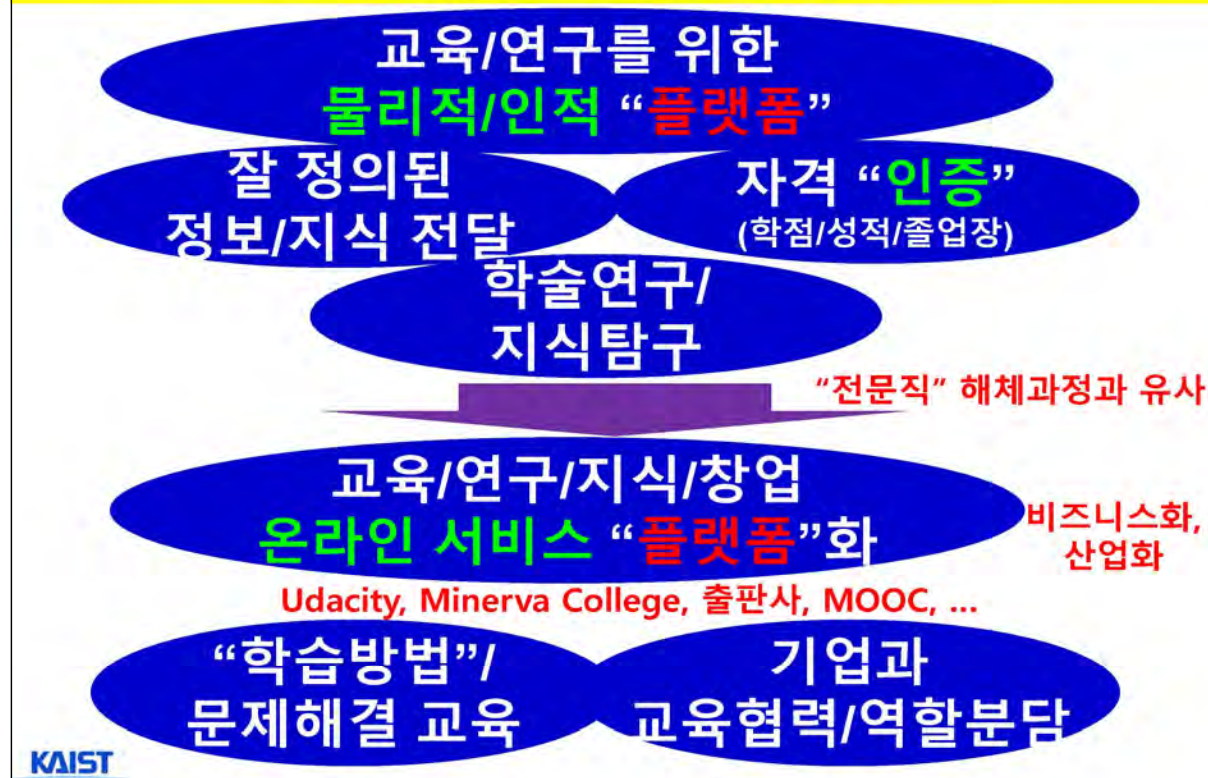 교육/연구를 위한
물리적/인적 “플랫폼”
잘 정의된
정보/지식 전달
자격 “인증”
(학점/성적/졸업장)
학술연구/
지식탐구
“전문직” 해체과정과 유사
교육/연구/지식/창업
온라인 서비스 “플랫폼”화
비즈니스화,
산업화
Udacity, Minerva College, 출판사, MOOC, ...
“학습방법”/
문제해결 교육
기업과
교육협력/역할분담
KAIST